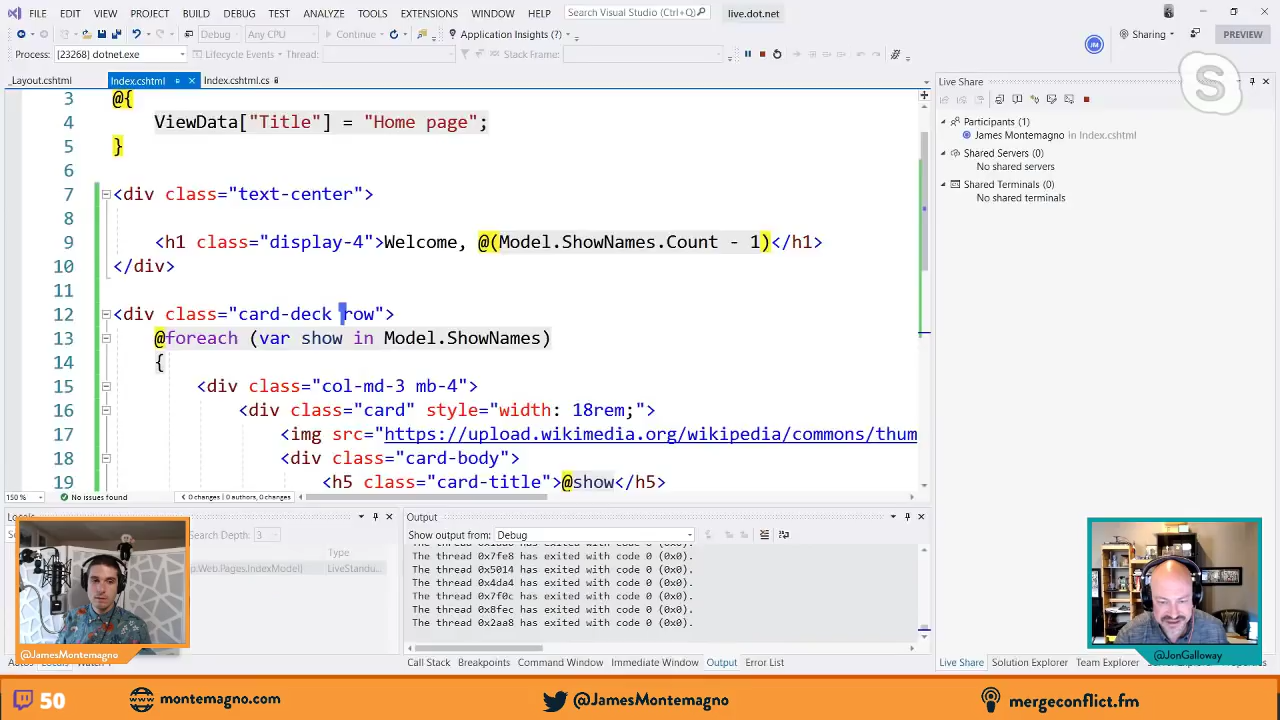 FILE EDIT VIEW PROJECT BUILD DEBUG TEST ANALYZE TOOLS EXTENSIONS WINDOW HELP Search Visual Studio (Ctrl+Q) live.dot.net
Debug Any CPU Continue Application Insights Sharing PREVIEW
Process: [23268] dotnet.exe Lifecycle Events Thread: Stack Frame:
_Layout.cshtml Index.cshtml Index.cshtml.cs
3 @{
4 ViewData["Title"] = "Home page";
5 }
6
7 <div class="text-center">
8
9 <h1 class="display-4">Welcome, @(Model.ShowNames.Count - 1)</h1>
10 </div>
11
12 <div class="card-deck row">
13 @foreach (var show in Model.ShowNames)
14 {
15 <div class="col-md-3 mb-4">
16 <div class="card" style="width: 18rem;">
17 <img src="https://upload.wikimedia.org/wikipedia/commons/thum
18 <div class="card-body">
19 <h5 class="card-title">@show</h5>
150 % No issues found 0 changes | 0 authors, 0 changes
Live Share
Participants (1)
James Montemagno in Index.cshtml
Shared Servers (0)
No shared servers
Shared Terminals (0)
No shared terminals
JM
S
Search Depth: 3
Type
.Web.Pages.IndexModel} LiveStandu...
Output
Show output from: Debug
The thread 0x7fe8 has exited with code 0 (0x0).
The thread 0x5014 has exited with code 0 (0x0).
The thread 0x4da4 has exited with code 0 (0x0).
The thread 0x7f0c has exited with code 0 (0x0).
The thread 0x8fec has exited with code 0 (0x0).
The thread 0x2aa8 has exited with code 0 (0x0).
Call Stack Breakpoints Command Window Immediate Window Output Error List
Live Share Solution Explorer Team Explorer
@JamesMontemagno
@JonGalloway
50 montemagno.com @JamesMontemagno mergeconflict.fm